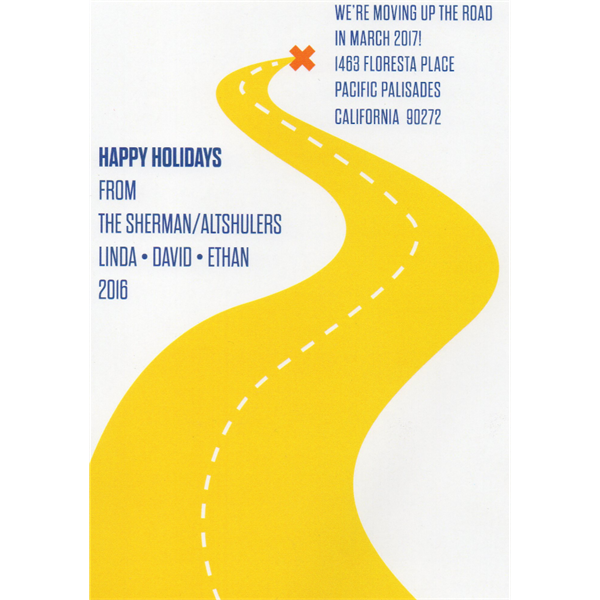 WE'RE MOVING UP THE ROAD
IN MARCH 2017!
1463 FLORESTA PLACE
PACIFIC PALISADES
CALIFORNIA 90272
HAPPY HOLIDAYS
FROM
THE SHERMAN/ALTSHULERS
LINDA • DAVID • ETHAN
2016